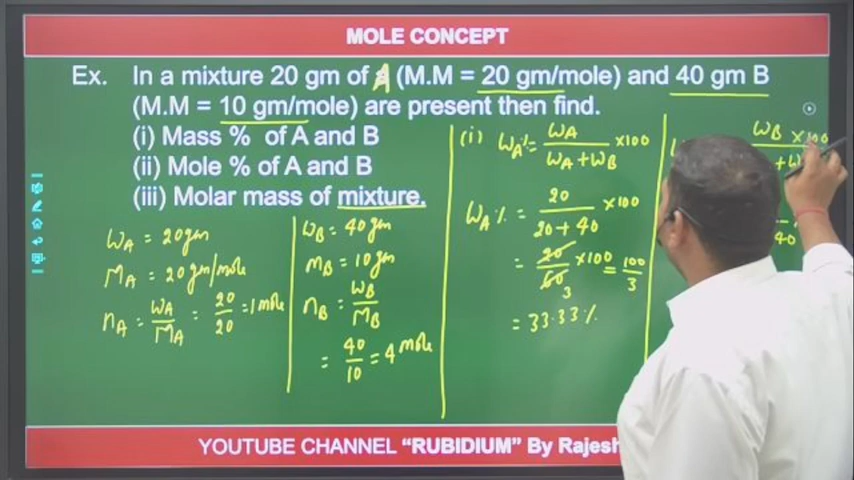 MOLE CONCEPT
Ex. In a mixture 20 gm of A (M.M = 20 gm/mole) and 40 gm B
(M.M = 10 gm/mole) are present then find.
(i) Mass % of A and B
(ii) Mole % of A and B
(iii) Molar mass of mixture.
WA = 20gm
MA = 20gm/mole
nA = WA/MA = 20/20 = 1 mole
WB = 40gm
MB = 10gm
nB = WB/MB
= 40/10 = 4 mole
(i) WA% = WA/(WA+WB) ×100
WA% = 20/(20+40) ×100
= 20/60 ×100 = 100/3
3
= 33.33%
WB ×100
40
YOUTUBE CHANNEL “RUBIDIUM” By Rajesh